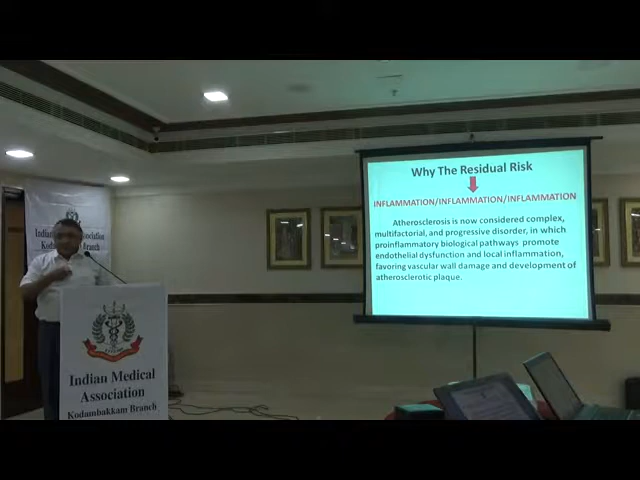 Why The Residual Risk
INFLAMMATION/INFLAMMATION/INFLAMMATION
Atherosclerosis is now considered complex,
multifactorial, and progressive disorder, in which
proinflammatory biological pathways promote
endothelial dysfunction and local inflammation,
favoring vascular wall damage and development of
atherosclerotic plaque.
Indian Medical
Association
Kodambakkam Branch